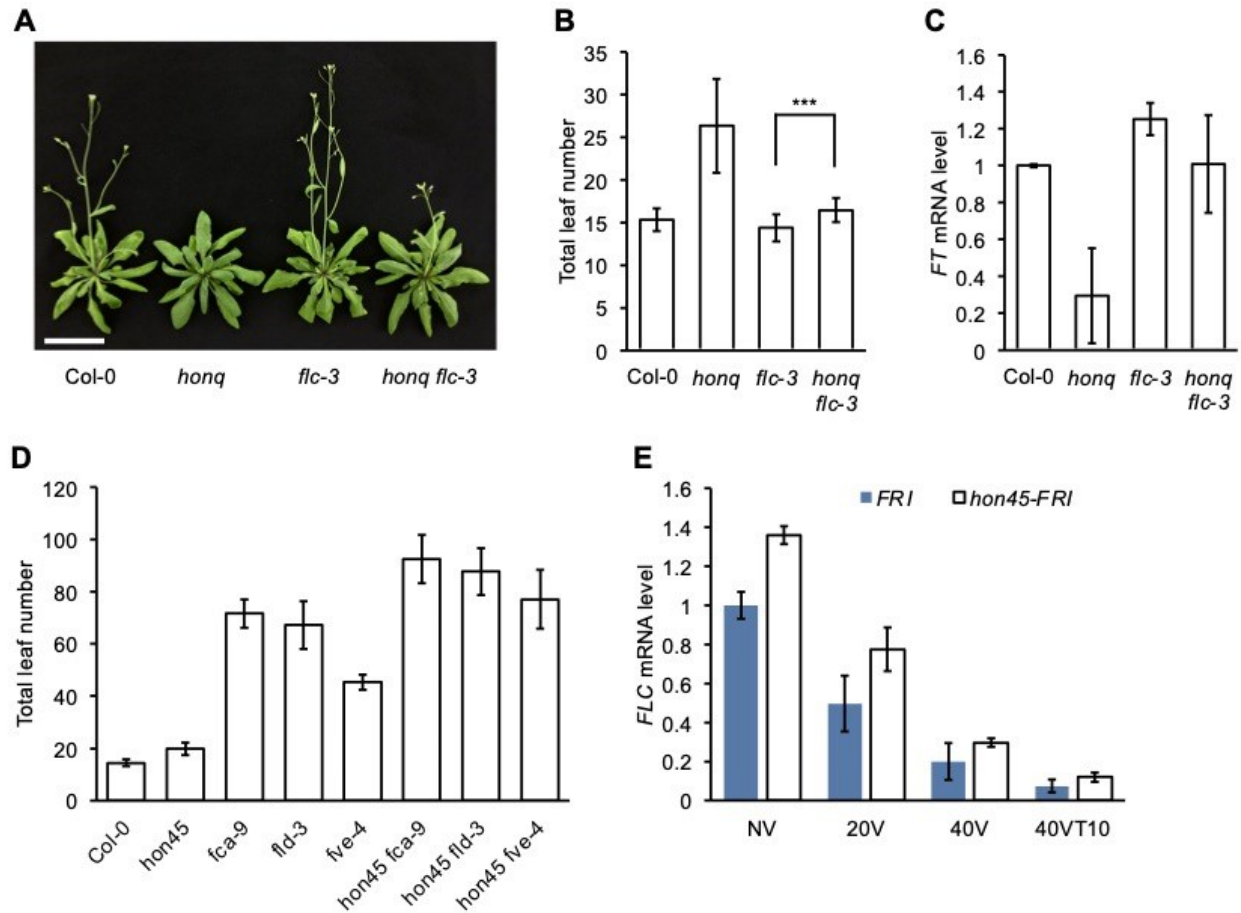 A
Col-0
honq
flc-3
honq flc-3
B
Total leaf number
35
30
25
20
15
10
5
0
***
Col-0
honq
flc-3
honq
flc-3
C
FT mRNA level
1.6
1.4
1.2
1
0.8
0.6
0.4
0.2
0
Col-0
honq
flc-3
honq
flc-3
D
Total leaf number
120
100
80
60
40
20
0
Col-0
hon45
fca-9
fld-3
fve-4
hon45 fca-9
hon45 fld-3
hon45 fve-4
E
FLC mRNA level
1.6
1.4
1.2
1
0.8
0.6
0.4
0.2
0
FRI
hon45-FRI
NV
20V
40V
40VT10